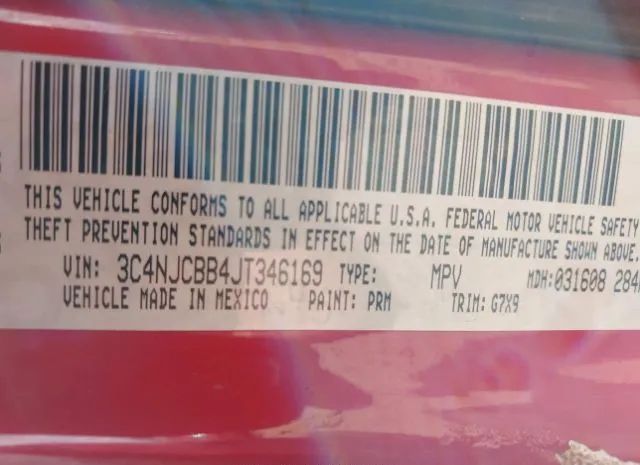 THIS VEHICLE CONFORMS TO ALL APPLICABLE U.S.A. FEDERAL MOTOR VEHICLE SAFETY
THEFT PREVENTION STANDARDS IN EFFECT ON THE DATE OF MANUFACTURE SHOWN ABOVE.
VIN: 3C4NJCBB4JT346169 TYPE: MPV MDH:031608 284
VEHICLE MADE IN MEXICO PAINT: PRM TRIM: G7X9